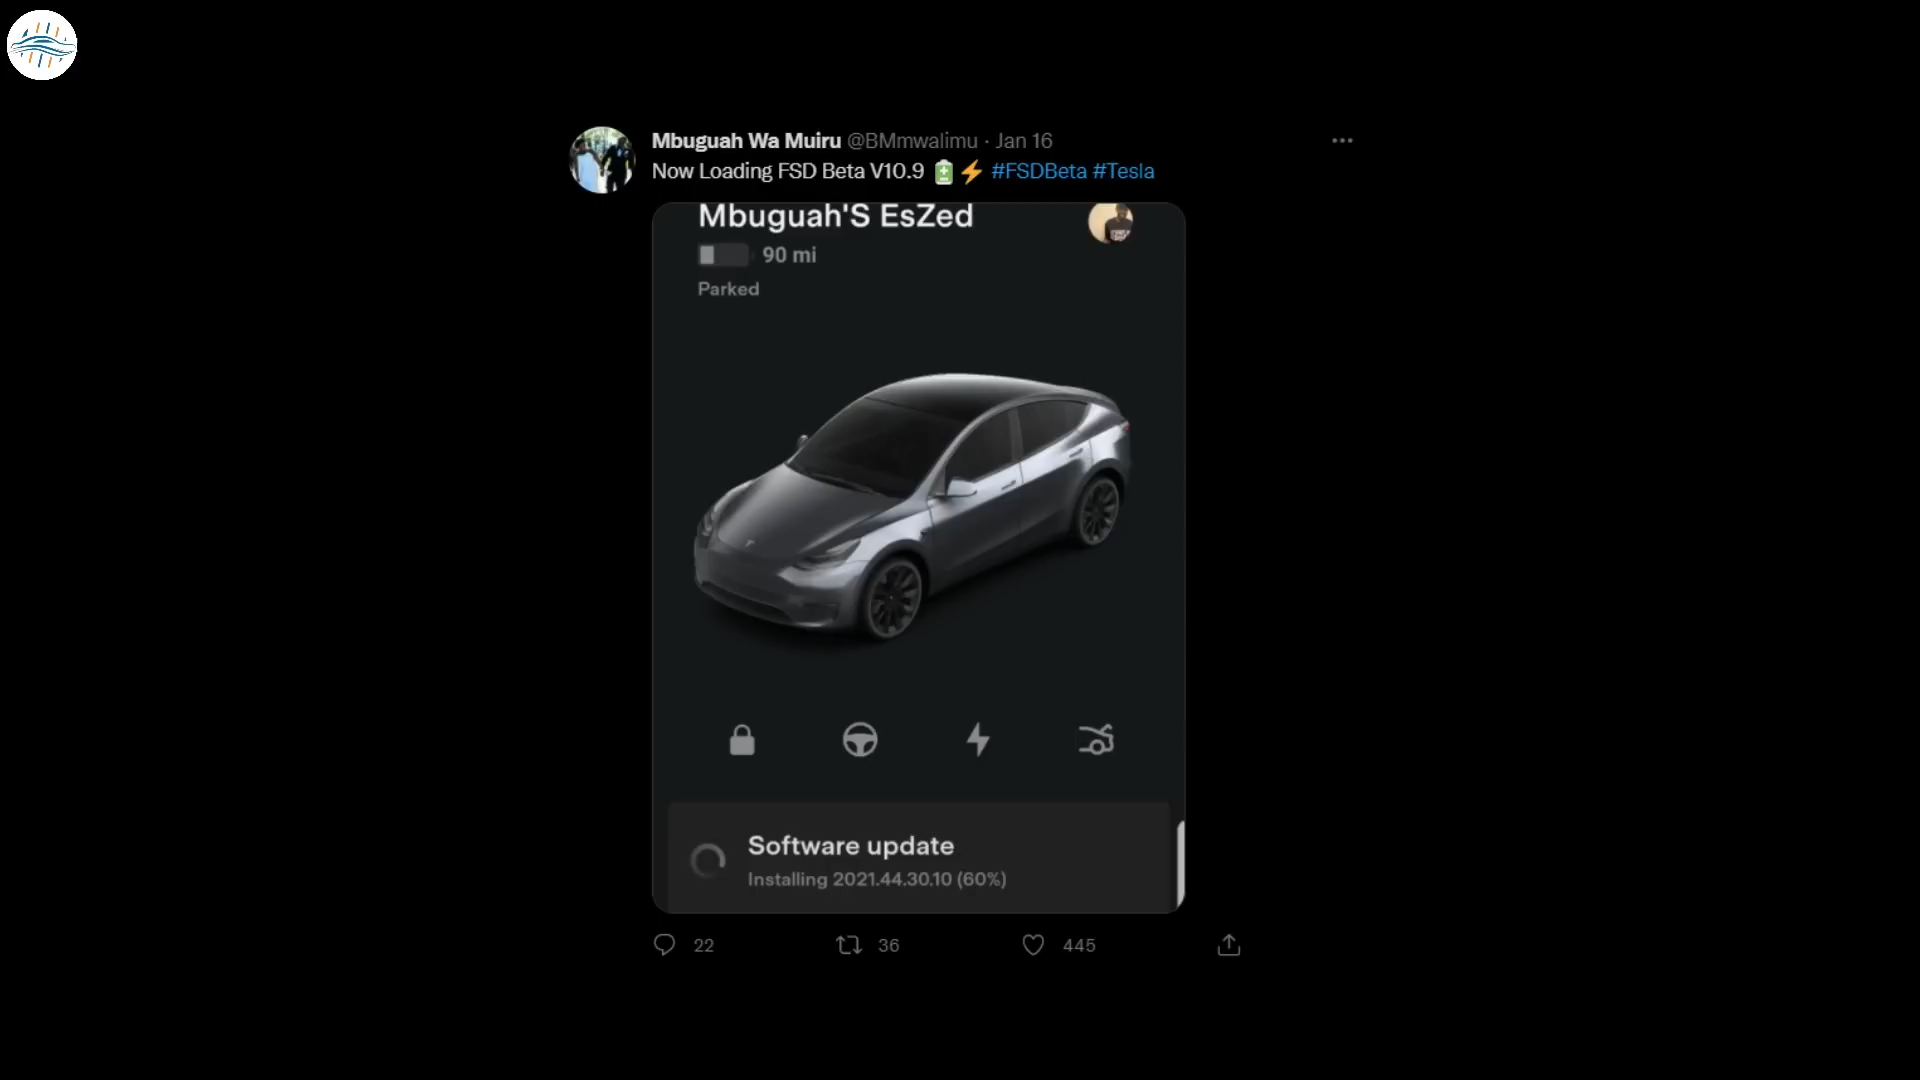 Mbuguah Wa Muiru @BMmwalimu · Jan 16
Now Loading FSD Beta V10.9 🔋⚡ #FSDBeta #Tesla
Mbuguah'S EsZed
90 mi
Parked
Software update
Installing 2021.44.30.10 (60%)
22 36 445